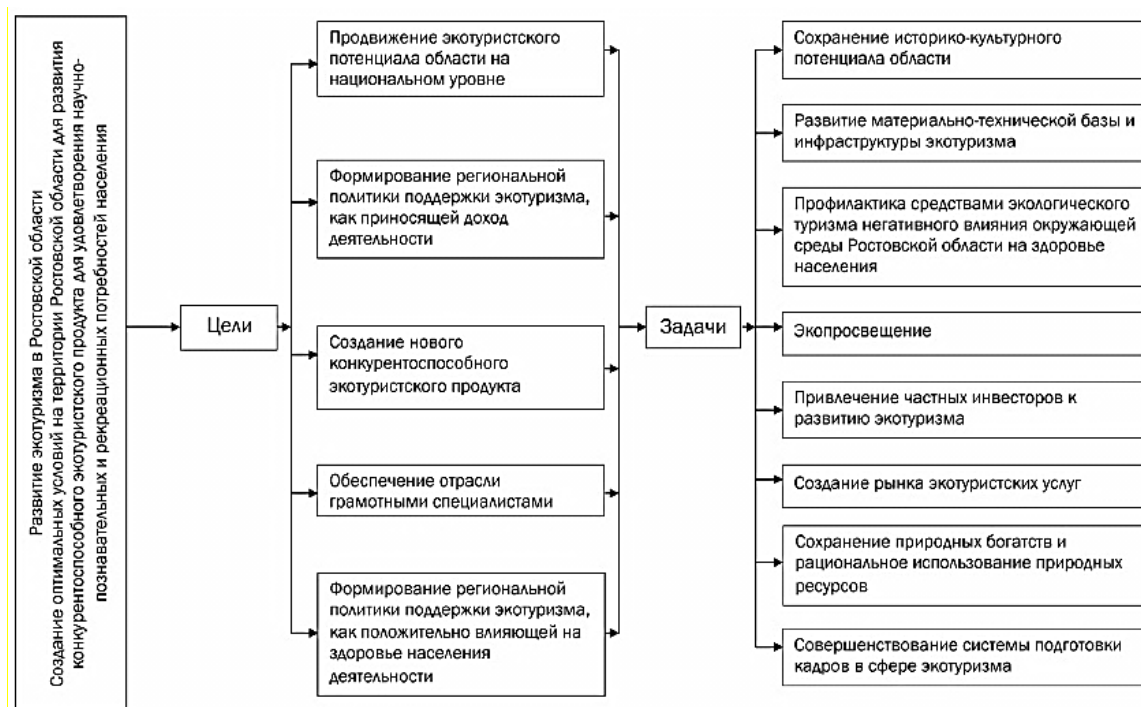 Развитие экотуризма в Ростовской области
Создание оптимальных условий на территории Ростовской области для развития
конкурентоспособного экотуристского продукта для удовлетворения научно-
познавательных и рекреационных потребностей населения
Цели
Продвижение экотуристского
потенциала области на
национальном уровне
Формирование региональной
политики поддержки экотуризма,
как приносящей доход
деятельности
Создание нового
конкурентоспособного
экотуристского продукта
Обеспечение отрасли
грамотными специалистами
Формирование региональной
политики поддержки экотуризма,
как положительно влияющей на
здоровье населения
деятельности
Задачи
Сохранение историко-культурного
потенциала области
Развитие материально-технической базы и
инфраструктуры экотуризма
Профилактика средствами экологического
туризма негативного влияния окружающей
среды Ростовской области на здоровье
населения
Экопросвещение
Привлечение частных инвесторов к
развитию экотуризма
Создание рынка экотуристских услуг
Сохранение природных богатств и
рациональное использование природных
ресурсов
Совершенствование системы подготовки
кадров в сфере экотуризма